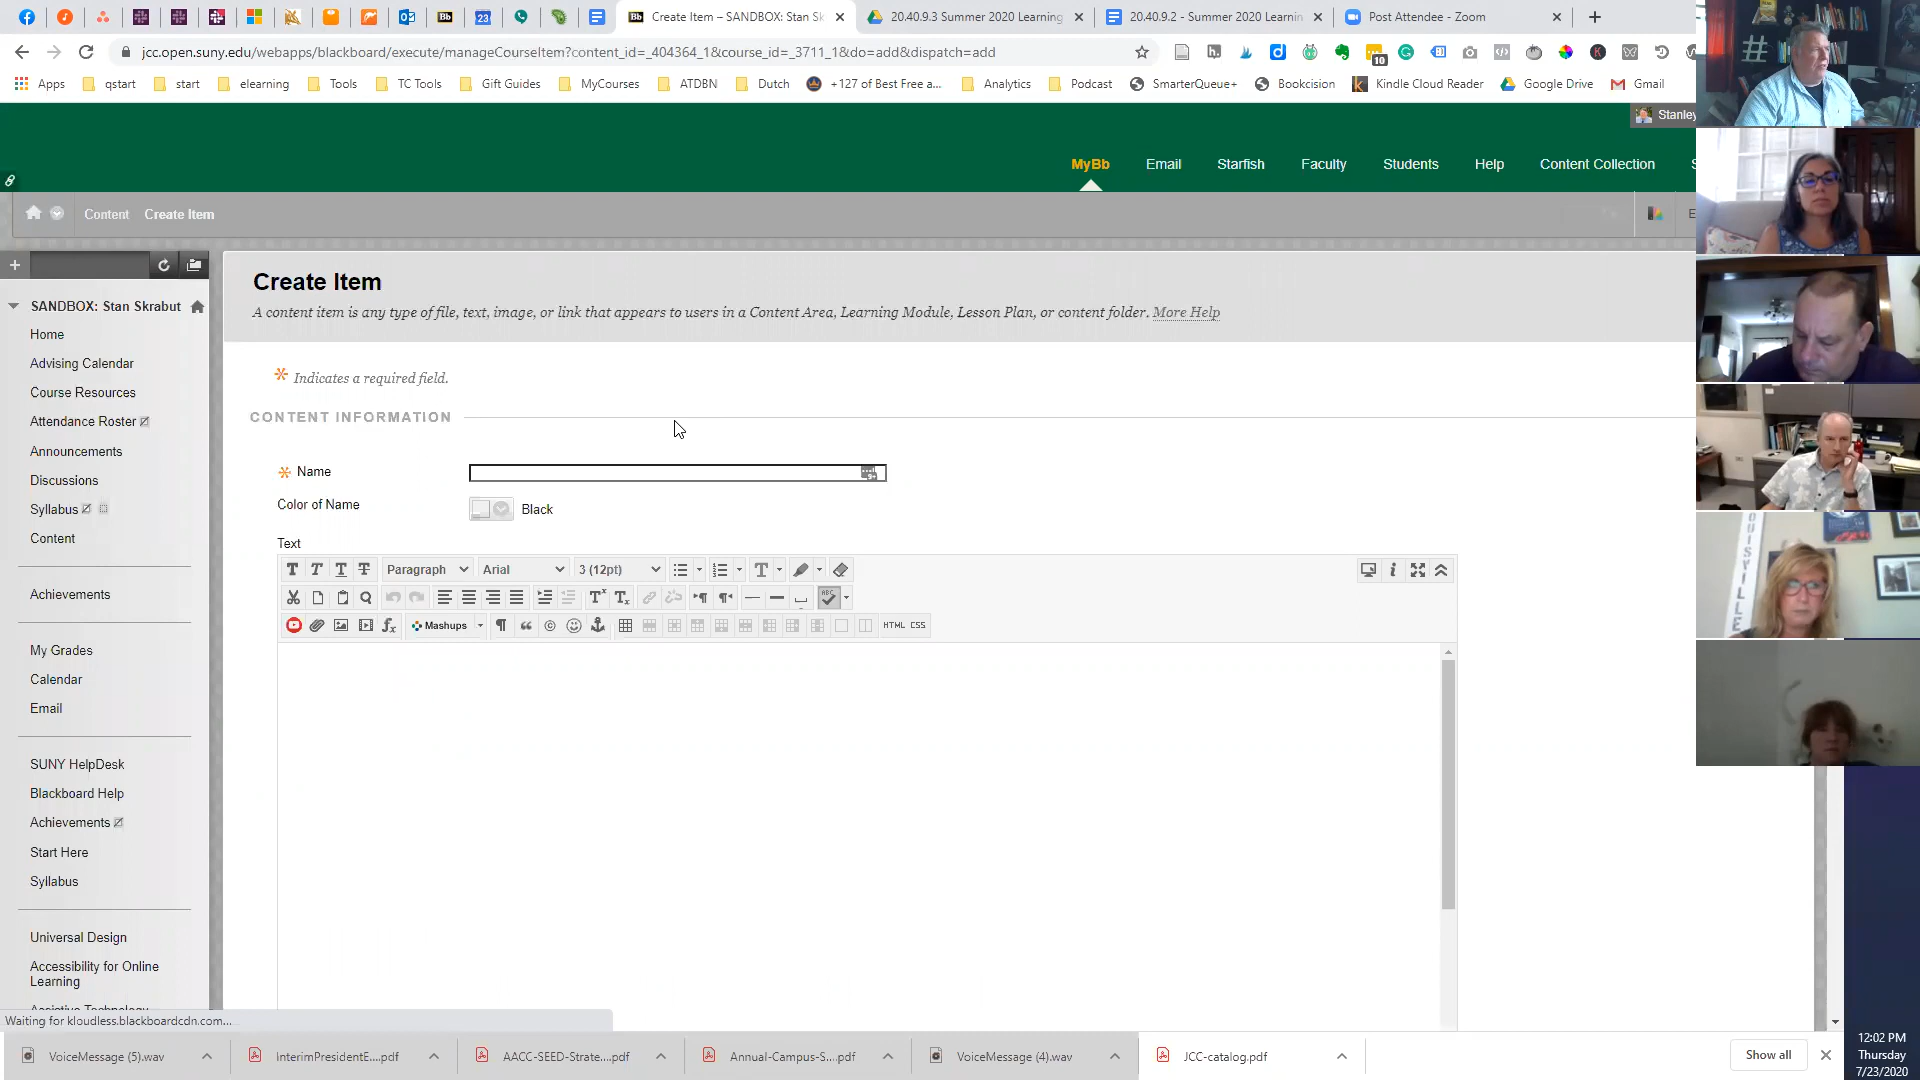 Create Item – SANDBOX: Stan Sk
20.40.9.3 Summer 2020 Learning
20.40.9.2 - Summer 2020 Learnin
Post Attendee - Zoom
jcc.open.suny.edu/webapps/blackboard/execute/manageCourseItem?content_id=_404364_1&course_id=_3711_1&do=add&dispatch=add
Apps qstart start elearning Tools TC Tools Gift Guides MyCourses ATDBN Dutch +127 of Best Free a... Analytics Podcast SmarterQueue+ Bookcision Kindle Cloud Reader Google Drive Gmail
Stanley
MyBb Email Starfish Faculty Students Help Content Collection S
Content Create Item
SANDBOX: Stan Skrabut
Home
Advising Calendar
Course Resources
Attendance Roster
Announcements
Discussions
Syllabus
Content
Achievements
My Grades
Calendar
Email
SUNY HelpDesk
Blackboard Help
Achievements
Start Here
Syllabus
Universal Design
Accessibility for Online
Learning
Assistive Technology
Create Item
A content item is any type of file, text, image, or link that appears to users in a Content Area, Learning Module, Lesson Plan, or content folder. More Help
Indicates a required field.
CONTENT INFORMATION
Name
Color of Name
Black
Text
T T T T Paragraph Arial 3 (12pt)
ABC
Mashups HTML CSS
Waiting for kloudless.blackboardcdn.com...
VoiceMessage (5).wav
InterimPresidentE....pdf
AACC-SEED-Strate....pdf
Annual-Campus-S....pdf
VoiceMessage (4).wav
JCC-catalog.pdf
Show all
12:02 PM
Thursday
7/23/2020